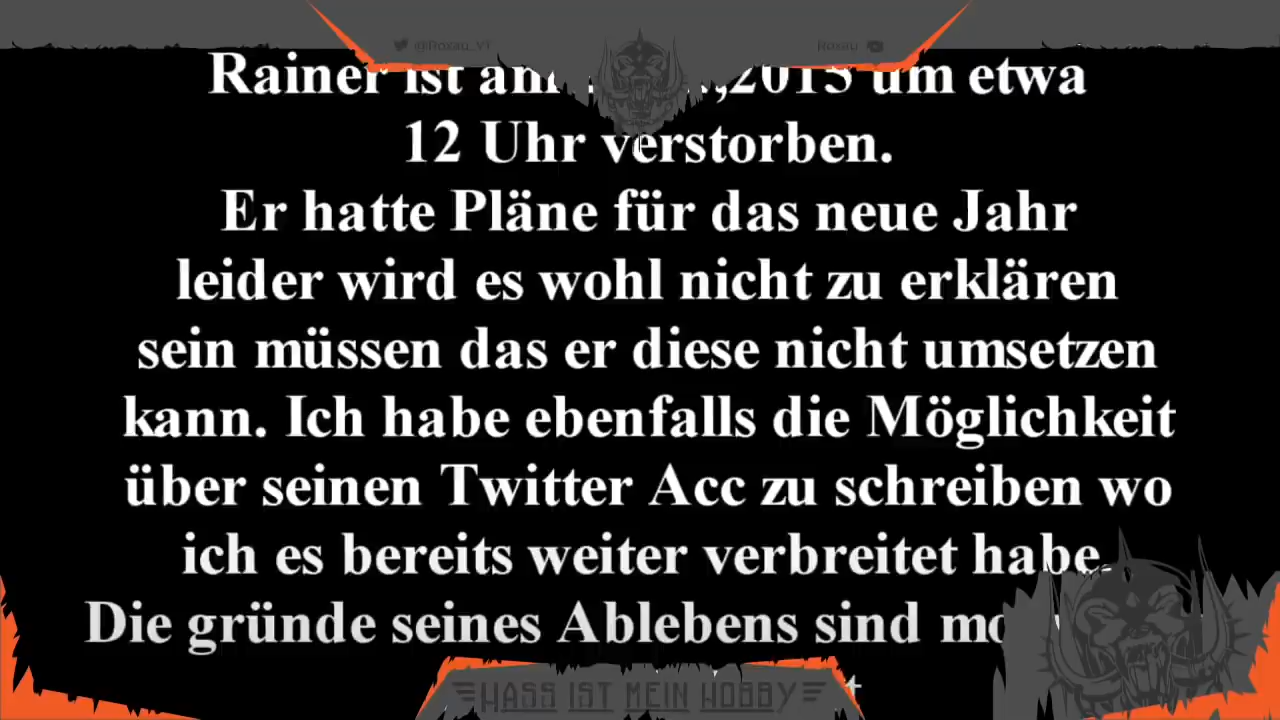 @Roxau_VT
Roxau
Rainer ist am ,2015 um etwa
12 Uhr verstorben.
Er hatte Pläne für das neue Jahr
leider wird es wohl nicht zu erklären
sein müssen das er diese nicht umsetzen
kann. Ich habe ebenfalls die Möglichkeit
über seinen Twitter Acc zu schreiben wo
ich es bereits weiter verbreitet habe.
Die gründe seines Ablebens sind
HASS IST MEIN HOBBY